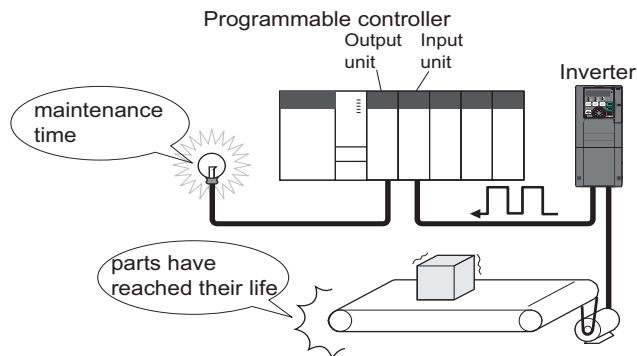 Programmable controller
Output
unit
Input
unit
Inverter
maintenance
time
parts have
reached their life